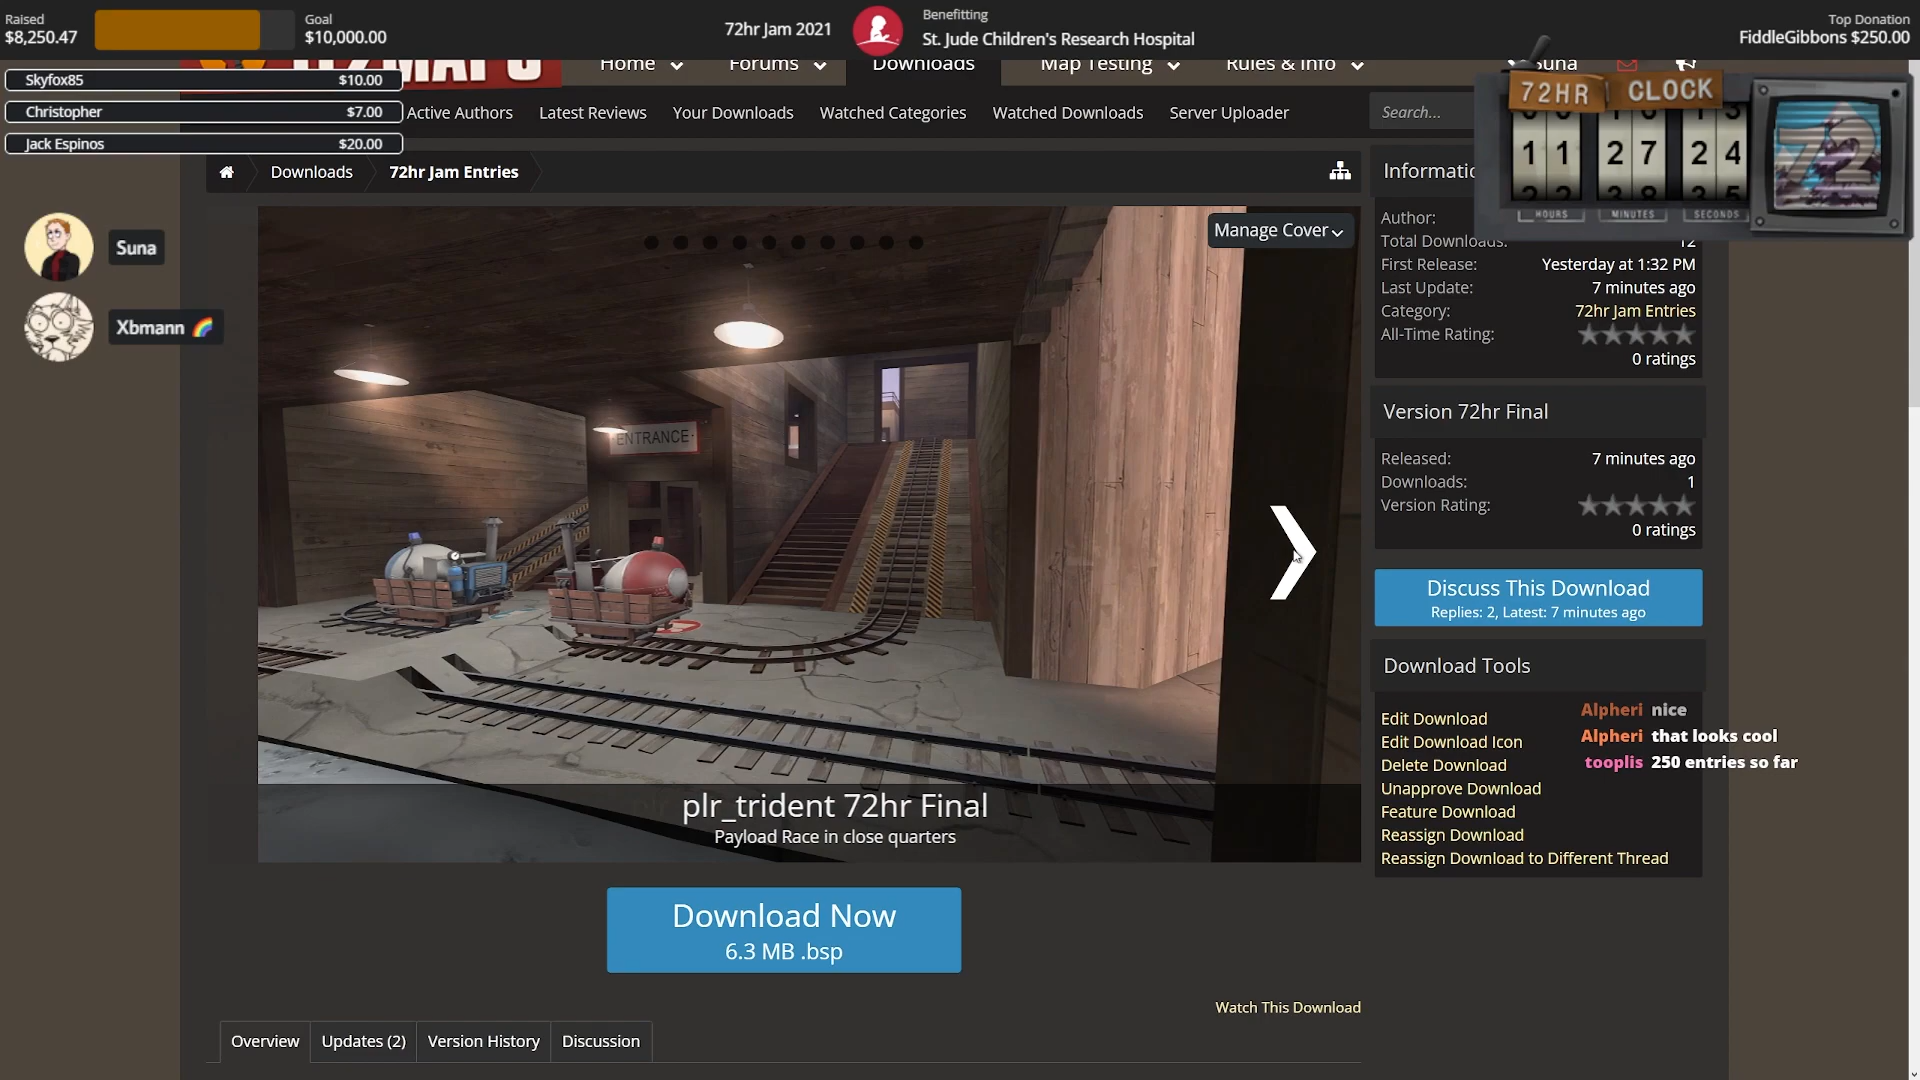 Raised
$8,250.47
Goal
$10,000.00
72hr Jam 2021
Benefitting
St. Jude Children's Research Hospital
Top Donation
FiddleGibbons $250.00
Skyfox85 $10.00
Christopher $7.00
Jack Espinos $20.00
Home
Forums
Downloads
Map Testing
Rules & Info
Suna
Active Authors
Latest Reviews
Your Downloads
Watched Categories
Watched Downloads
Server Uploader
Search...
72HR CLOCK
11 27 24
HOURS MINUTES SECONDS
72
Downloads
72hr Jam Entries
Suna
Xbmann
Manage Cover
ENTRANCE
plr_trident 72hr Final
Payload Race in close quarters
Download Now
6.3 MB .bsp
Watch This Download
Overview
Updates (2)
Version History
Discussion
Author:
Total Downloads: 12
First Release: Yesterday at 1:32 PM
Last Update: 7 minutes ago
Category: 72hr Jam Entries
All-Time Rating:
0 ratings
Version 72hr Final
Released: 7 minutes ago
Downloads: 1
Version Rating:
0 ratings
Discuss This Download
Replies: 2, Latest: 7 minutes ago
Download Tools
Edit Download
Edit Download Icon
Delete Download
Unapprove Download
Feature Download
Reassign Download
Reassign Download to Different Thread
Alpheri nice
Alpheri that looks cool
tooplis 250 entries so far